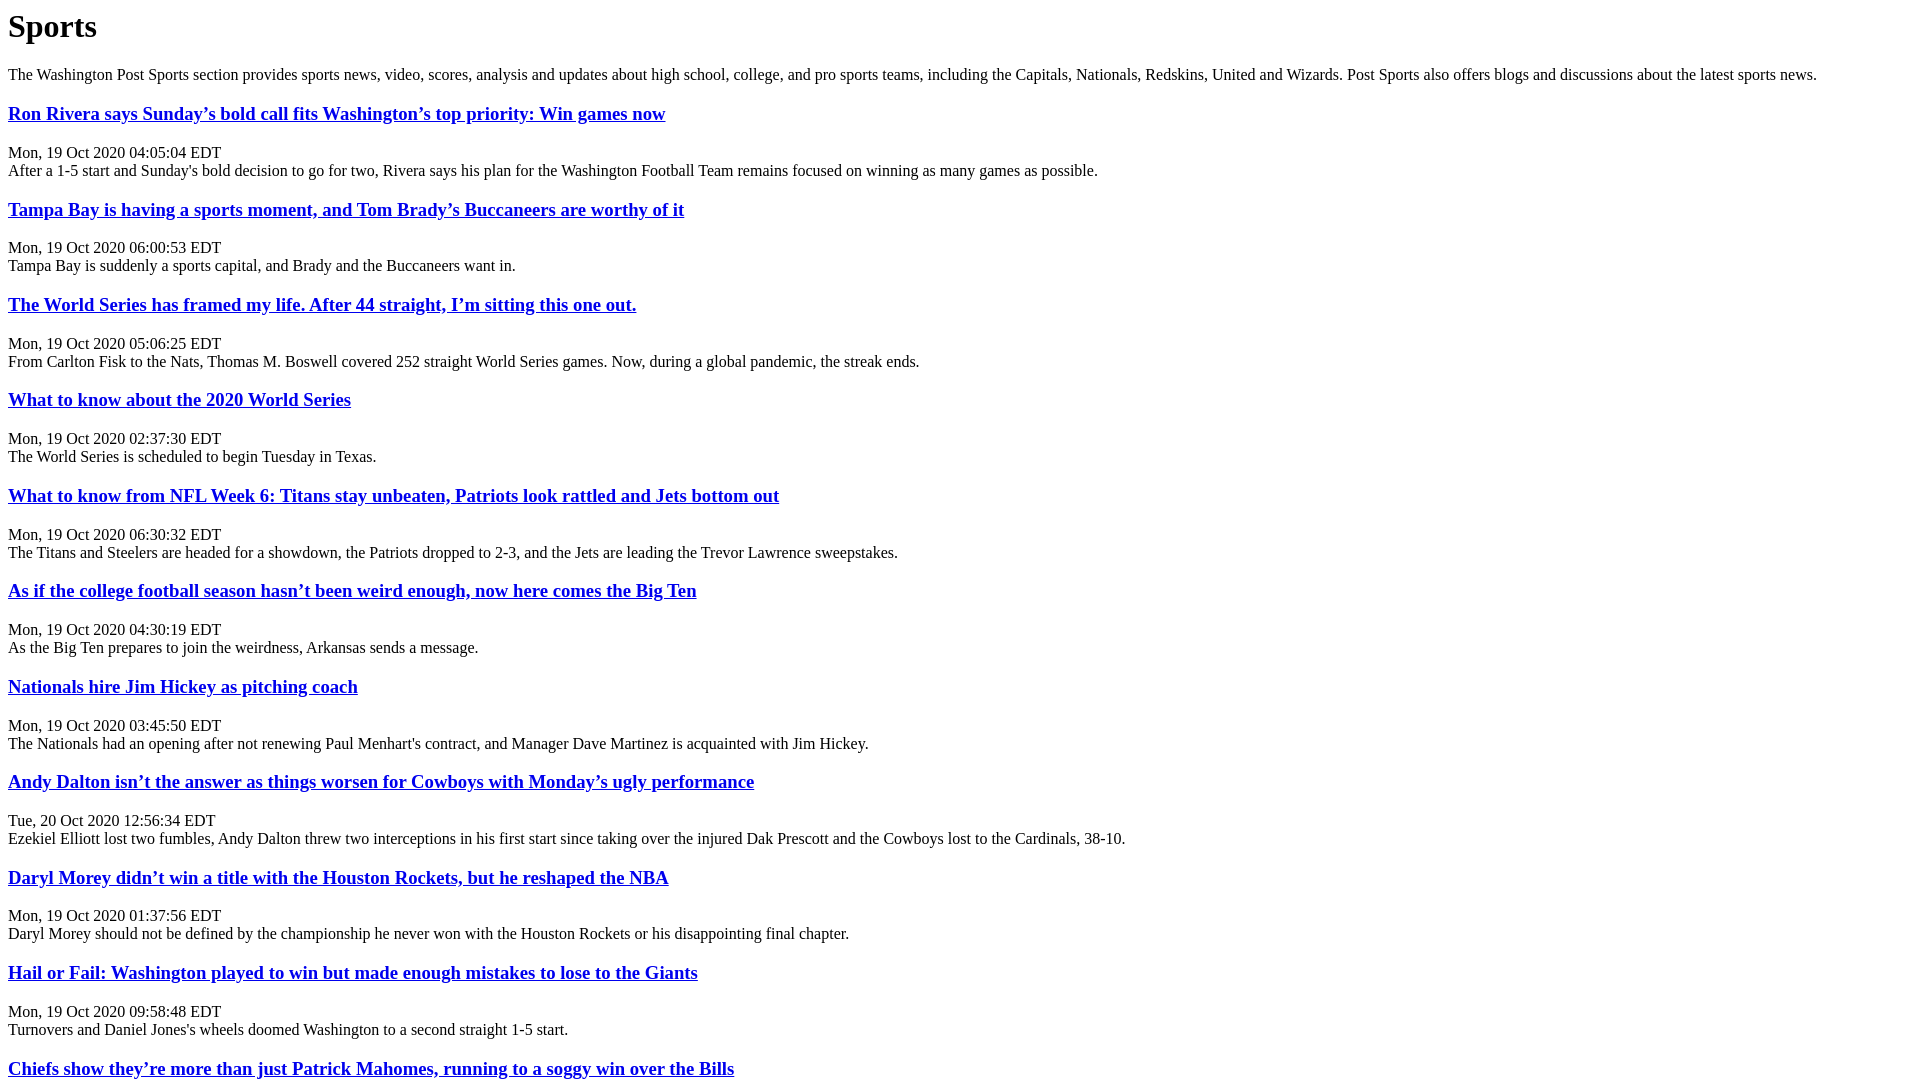 Sports
The Washington Post Sports section provides sports news, video, scores, analysis and updates about high school, college, and pro sports teams, including the Capitals, Nationals, Redskins, United and Wizards. Post Sports also offers blogs and discussions about the latest sports news.
Ron Rivera says Sunday’s bold call fits Washington’s top priority: Win games now
Mon, 19 Oct 2020 04:05:04 EDT
After a 1-5 start and Sunday's bold decision to go for two, Rivera says his plan for the Washington Football Team remains focused on winning as many games as possible.
Tampa Bay is having a sports moment, and Tom Brady’s Buccaneers are worthy of it
Mon, 19 Oct 2020 06:00:53 EDT
Tampa Bay is suddenly a sports capital, and Brady and the Buccaneers want in.
The World Series has framed my life. After 44 straight, I’m sitting this one out.
Mon, 19 Oct 2020 05:06:25 EDT
From Carlton Fisk to the Nats, Thomas M. Boswell covered 252 straight World Series games. Now, during a global pandemic, the streak ends.
What to know about the 2020 World Series
Mon, 19 Oct 2020 02:37:30 EDT
The World Series is scheduled to begin Tuesday in Texas.
What to know from NFL Week 6: Titans stay unbeaten, Patriots look rattled and Jets bottom out
Mon, 19 Oct 2020 06:30:32 EDT
The Titans and Steelers are headed for a showdown, the Patriots dropped to 2-3, and the Jets are leading the Trevor Lawrence sweepstakes.
As if the college football season hasn’t been weird enough, now here comes the Big Ten
Mon, 19 Oct 2020 04:30:19 EDT
As the Big Ten prepares to join the weirdness, Arkansas sends a message.
Nationals hire Jim Hickey as pitching coach
Mon, 19 Oct 2020 03:45:50 EDT
The Nationals had an opening after not renewing Paul Menhart's contract, and Manager Dave Martinez is acquainted with Jim Hickey.
Andy Dalton isn’t the answer as things worsen for Cowboys with Monday’s ugly performance
Tue, 20 Oct 2020 12:56:34 EDT
Ezekiel Elliott lost two fumbles, Andy Dalton threw two interceptions in his first start since taking over the injured Dak Prescott and the Cowboys lost to the Cardinals, 38-10.
Daryl Morey didn’t win a title with the Houston Rockets, but he reshaped the NBA
Mon, 19 Oct 2020 01:37:56 EDT
Daryl Morey should not be defined by the championship he never won with the Houston Rockets or his disappointing final chapter.
Hail or Fail: Washington played to win but made enough mistakes to lose to the Giants
Mon, 19 Oct 2020 09:58:48 EDT
Turnovers and Daniel Jones's wheels doomed Washington to a second straight 1-5 start.
Chiefs show they’re more than just Patrick Mahomes, running to a soggy win over the Bills